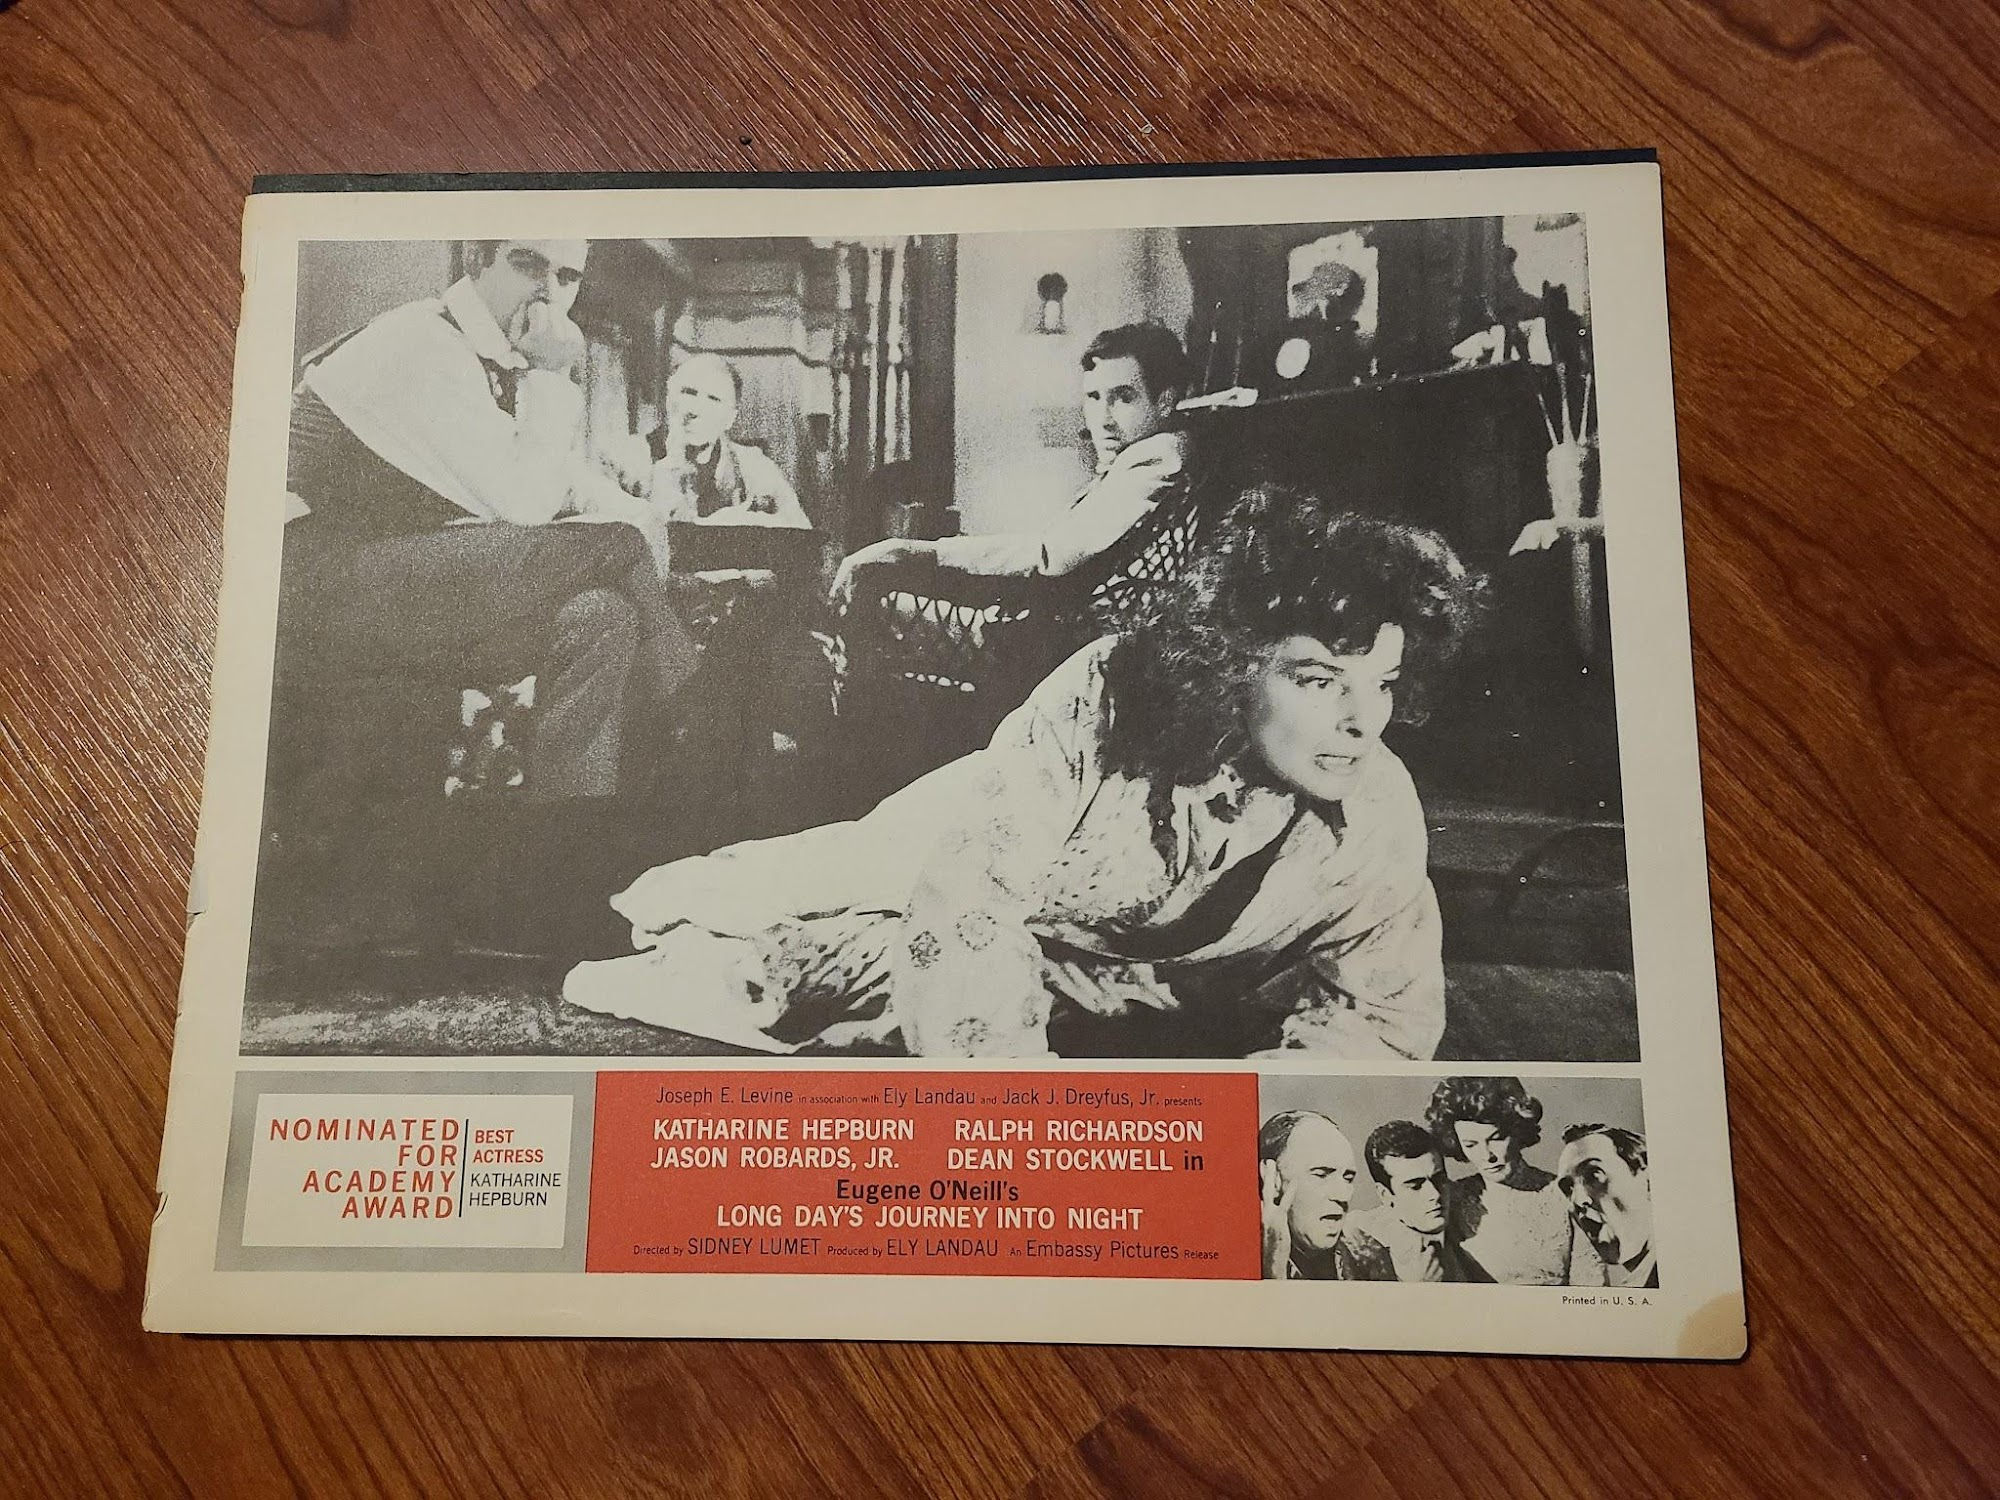 NOMINATED
FOR
ACADEMY
AWARD
BEST
ACTRESS
KATHARINE
HEPBURN
Joseph E. Levine in association with Ely Landau and Jack J. Dreyfus, Jr. presents
KATHARINE HEPBURN RALPH RICHARDSON
JASON ROBARDS, JR. DEAN STOCKWELL in
Eugene O'Neill's
LONG DAY'S JOURNEY INTO NIGHT
Directed by SIDNEY LUMET Produced by ELY LANDAU An Embassy Pictures Release
Printed in U. S. A.